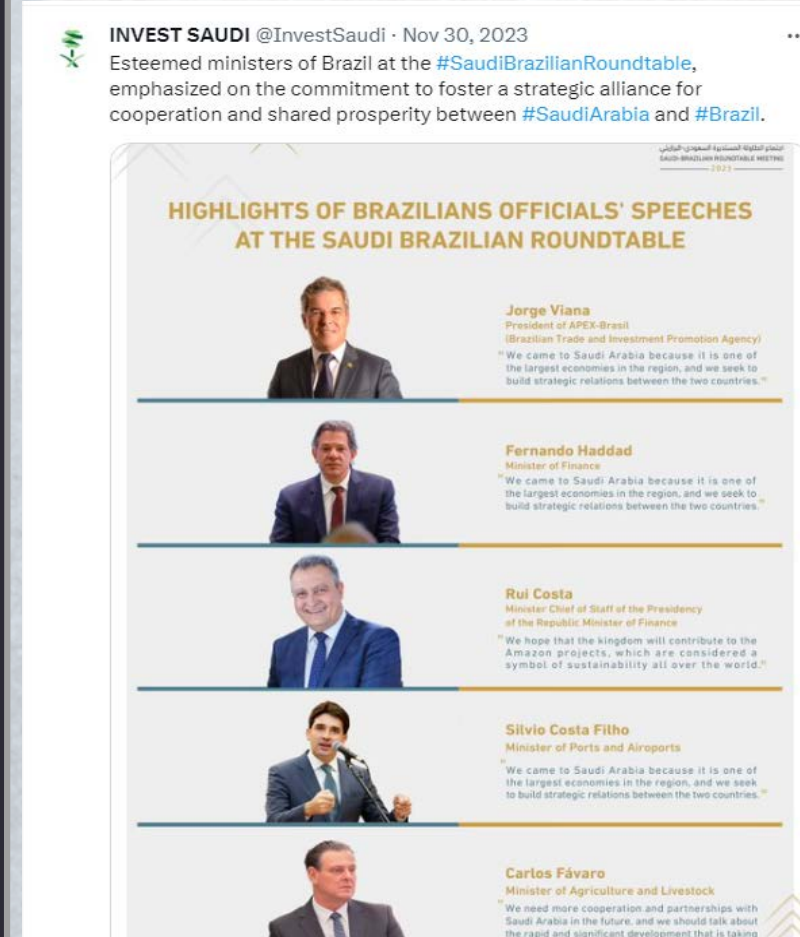 INVEST SAUDI @InvestSaudi · Nov 30, 2023
Esteemed ministers of Brazil at the #SaudiBrazilianRoundtable,
emphasized on the commitment to foster a strategic alliance for
cooperation and shared prosperity between #SaudiArabia and #Brazil.
اجتماع الطاولة المستديرة السعودي-البرازيلي
SAUDI-BRAZILIAN ROUNDTABLE MEETING
2023
HIGHLIGHTS OF BRAZILIANS OFFICIALS' SPEECHES
AT THE SAUDI BRAZILIAN ROUNDTABLE
Jorge Viana
President of APEX-Brasil
(Brazilian Trade and Investment Promotion Agency)
"We came to Saudi Arabia because it is one of
the largest economies in the region, and we seek to
build strategic relations between the two countries."
Fernando Haddad
Minister of Finance
"We came to Saudi Arabia because it is one of
the largest economies in the region, and we seek to
build strategic relations between the two countries."
Rui Costa
Minister Chief of Staff of the Presidency
of the Republic Minister of Finance
"We hope that the kingdom will contribute to the
Amazon projects, which are considered a
symbol of sustainability all over the world."
Silvio Costa Filho
Minister of Ports and Airoports
"We came to Saudi Arabia because it is one of
the largest economies in the region, and we seek
to build strategic relations between the two countries."
Carlos Fávaro
Minister of Agriculture and Livestock
"We need more cooperation and partnerships with
Saudi Arabia in the future, and we should talk about
the rapid and significant development that is taking